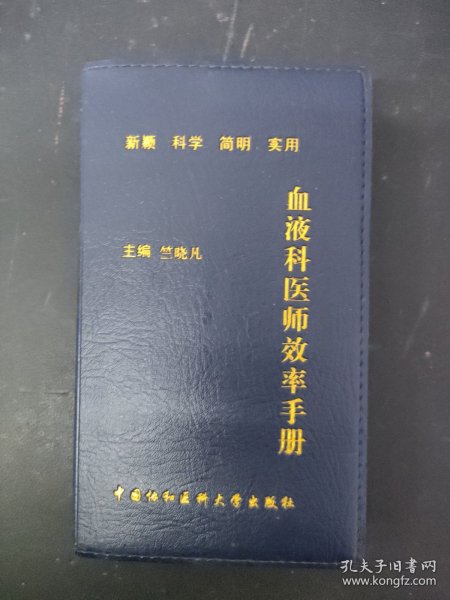 新颖 科学 简明 实用
血液科医师效率手册
主编 竺晓凡
中国协和医科大学出版社
孔夫子旧书网
www.kongfz.com